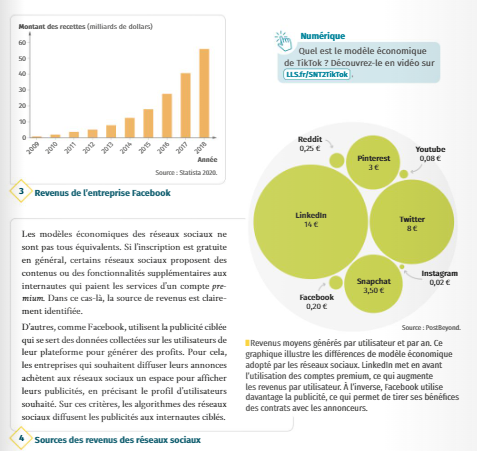 Montant des recettes (milliards de dollars)
60
50
40
30
20
10
0
2009
2010
2011
2012
2013
2014
2015
2016
2017
2018
Année
Source : Statista 2020.
3 Revenus de l'entreprise Facebook
Les modèles économiques des réseaux sociaux ne
sont pas tous équivalents. Si l'inscription est gratuite
en général, certains réseaux sociaux proposent des
contenus ou des fonctionnalités supplémentaires aux
internautes qui paient les services d'un compte pre-
mium. Dans ce cas-là, la source de revenus est claire-
ment identifiée.
D'autres, comme Facebook, utilisent la publicité ciblée
qui se sert des données collectées sur les utilisateurs de
leur plateforme pour générer des profits. Pour cela,
les entreprises qui souhaitent diffuser leurs annonces
achètent aux réseaux sociaux un espace pour afficher
leurs publicités, en précisant le profil d'utilisateurs
souhaité. Sur ces critères, les algorithmes des réseaux
sociaux diffusent les publicités aux internautes ciblés.
4 Sources des revenus des réseaux sociaux
Numérique
Quel est le modèle économique
de TikTok ? Découvrez-le en vidéo sur
LLS.fr/SNT2TikTok .
Reddit
0,25 €
Pinterest
3 €
Youtube
0,08 €
LinkedIn
14 €
Twitter
8 €
Snapchat
3,50 €
Instagram
0,02 €
Facebook
0,20 €
Source : PostBeyond.
Revenus moyens générés par utilisateur et par an. Ce
graphique illustre les différences de modèle économique
adopté par les réseaux sociaux. LinkedIn met en avant
l'utilisation des comptes premium, ce qui augmente
les revenus par utilisateur. À l'inverse, Facebook utilise
davantage la publicité, ce qui permet de tirer ses bénéfices
des contrats avec les annonceurs.